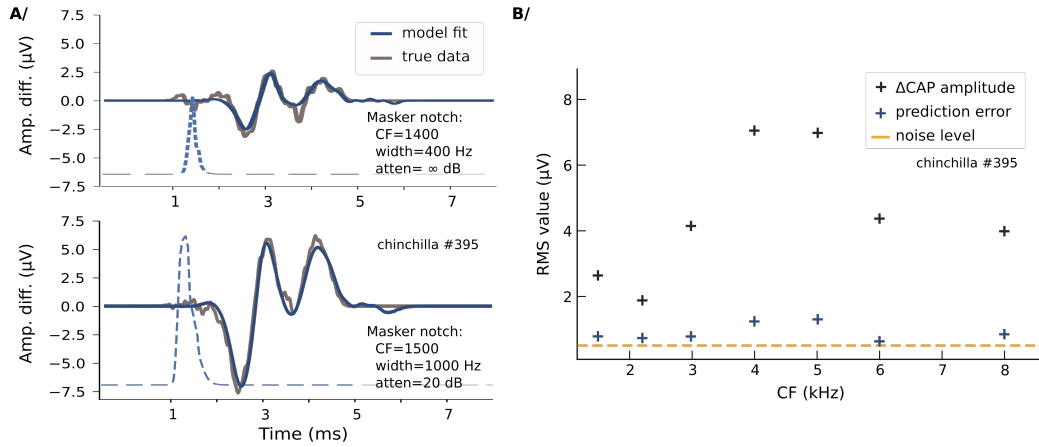 A/
7.5
5.0
2.5
0.0
−2.5
−5.0
−7.5
Amp. diff. (μV)
model fit
true data
Masker notch:
CF=1400
width=400 Hz
atten= ∞ dB
1
3
5
7
7.5
5.0
2.5
0.0
−2.5
−5.0
−7.5
Amp. diff. (μV)
chinchilla #395
Masker notch:
CF=1500
width=1000 Hz
atten=20 dB
1
3
5
7
Time (ms)
B/
8
6
4
2
RMS value (μV)
ΔCAP amplitude
prediction error
noise level
chinchilla #395
2
3
4
5
6
7
8
CF (kHz)